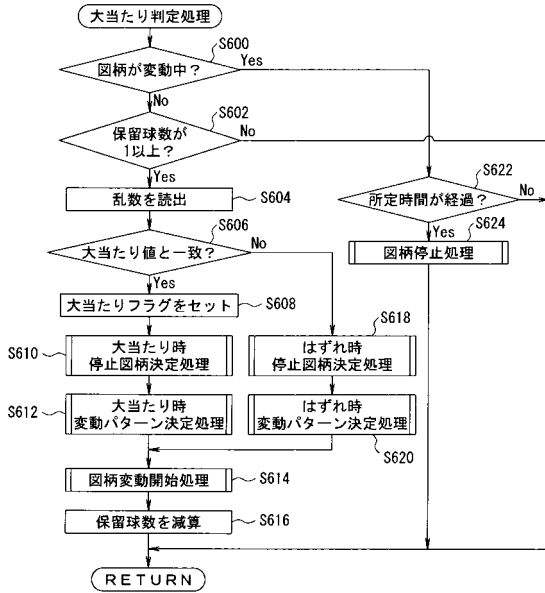 大当たり判定処理
S600
図柄が変動中？
Yes
No
S602
保留球数が
1以上？
No
Yes
S622
所定時間が経過？
No
乱数を読出
S604
Yes
S624
S606
大当たり値と一致？
No
図柄停止処理
Yes
大当たりフラグをセット
S608
S618
S610
大当たり時
停止図柄決定処理
はずれ時
停止図柄決定処理
S612
大当たり時
変動パターン決定処理
はずれ時
変動パターン決定処理
S620
図柄変動開始処理
S614
保留球数を減算
S616
RETURN